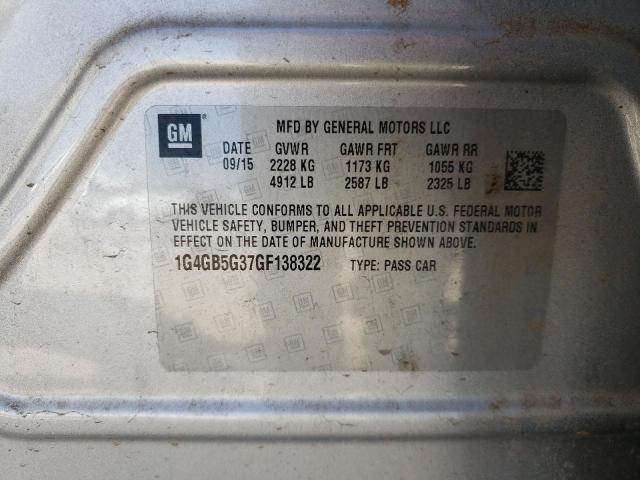 GM ®
MFD BY GENERAL MOTORS LLC
DATE GVWR GAWR FRT GAWR RR
09/15 2228 KG 1173 KG 1055 KG
4912 LB 2587 LB 2325 LB
THIS VEHICLE CONFORMS TO ALL APPLICABLE U.S. FEDERAL MOTOR
VEHICLE SAFETY, BUMPER, AND THEFT PREVENTION STANDARDS IN
EFFECT ON THE DATE OF MANUFACTURE SHOWN ABOVE.
1G4GB5G37GF138322 TYPE: PASS CAR